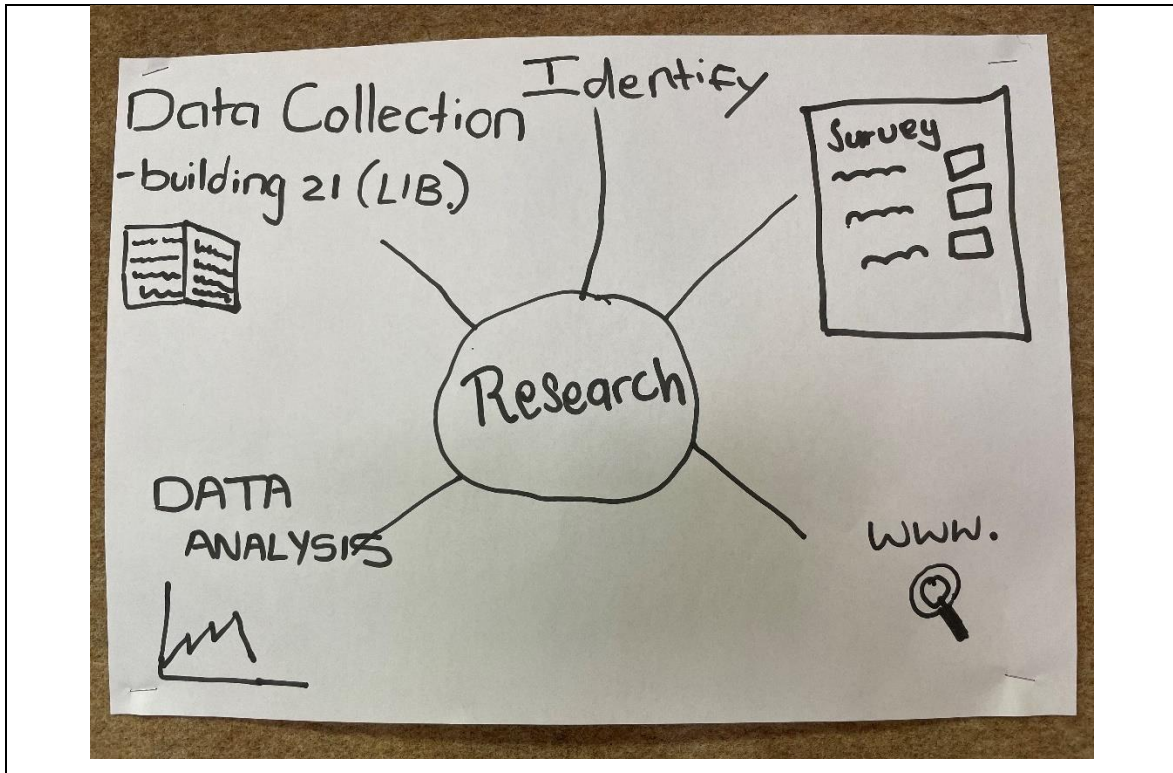 Identify
Data Collection
-building 21 (LIB.)
Survey
Research
DATA
ANALYSIS
WWW.